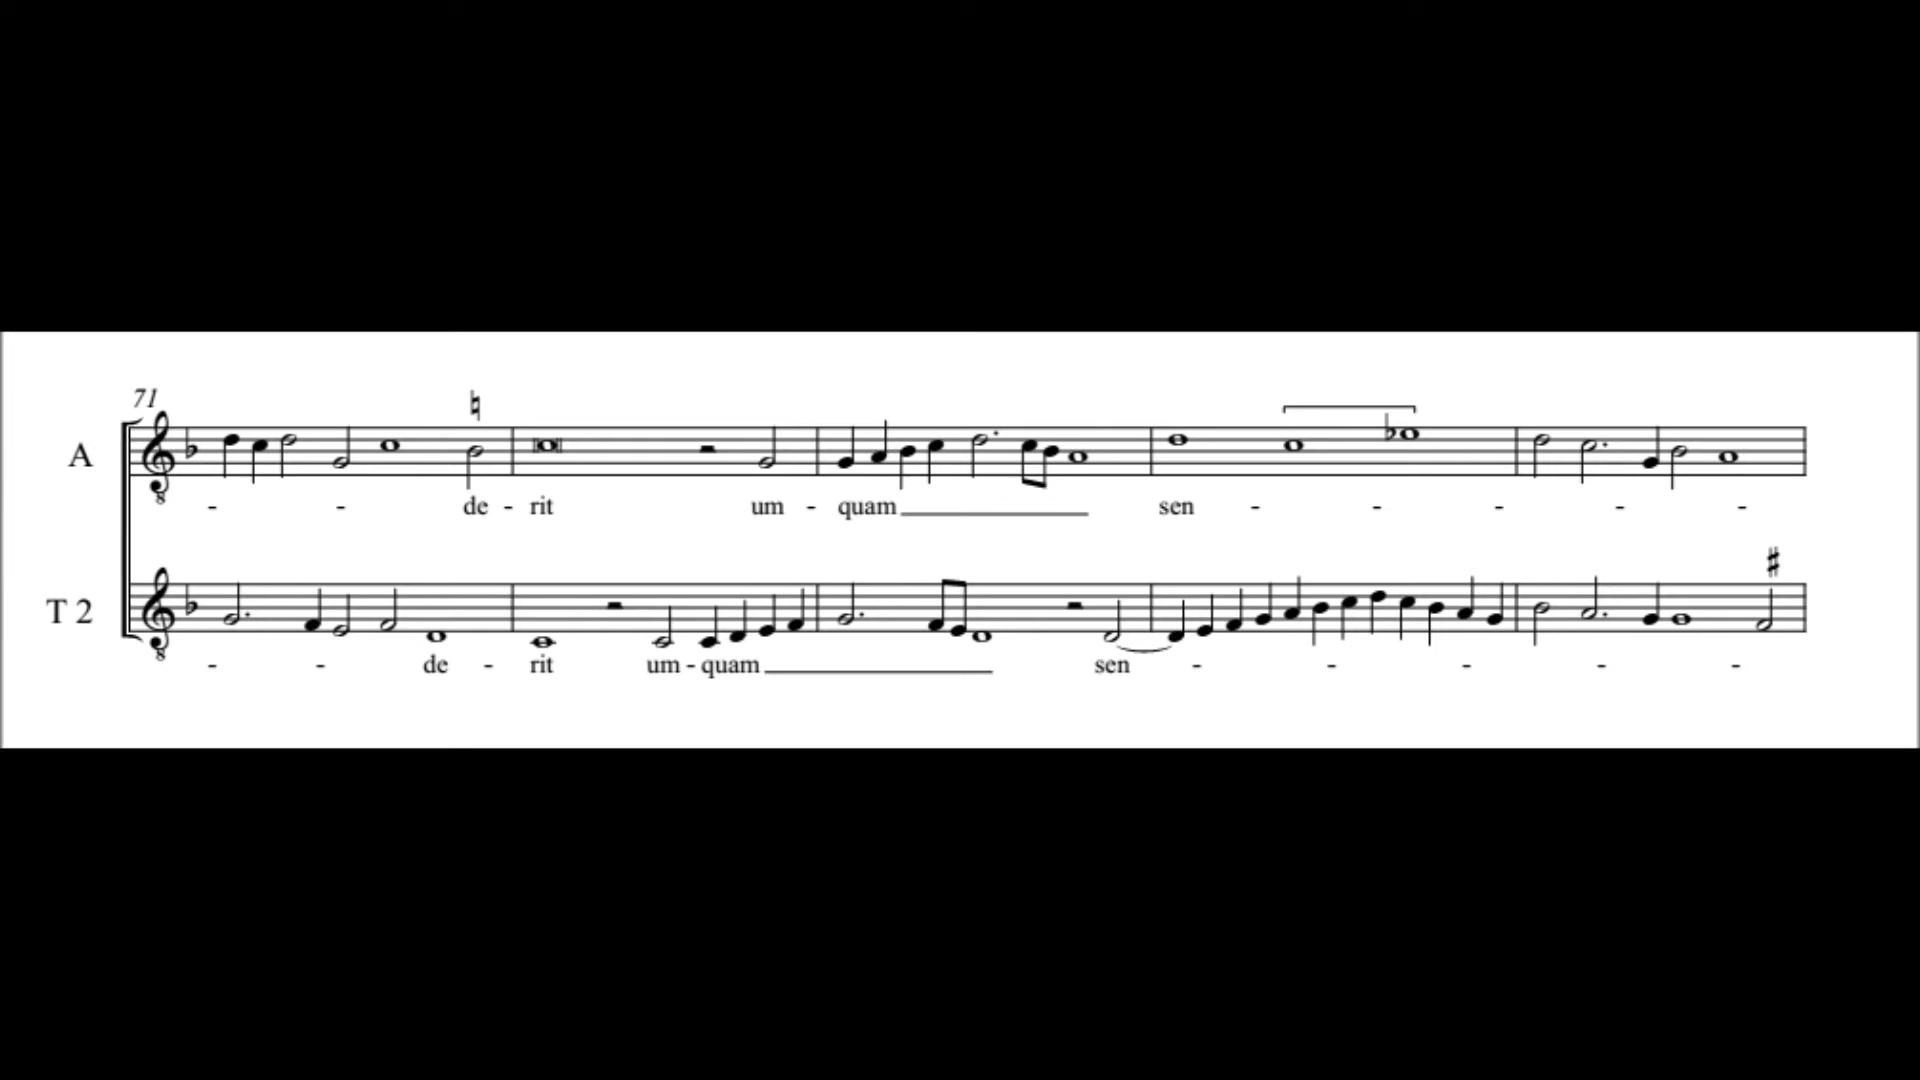 71
A
- - de - rit um - quam sen - - - - -
T 2
- - de - rit um - quam sen - - - - -